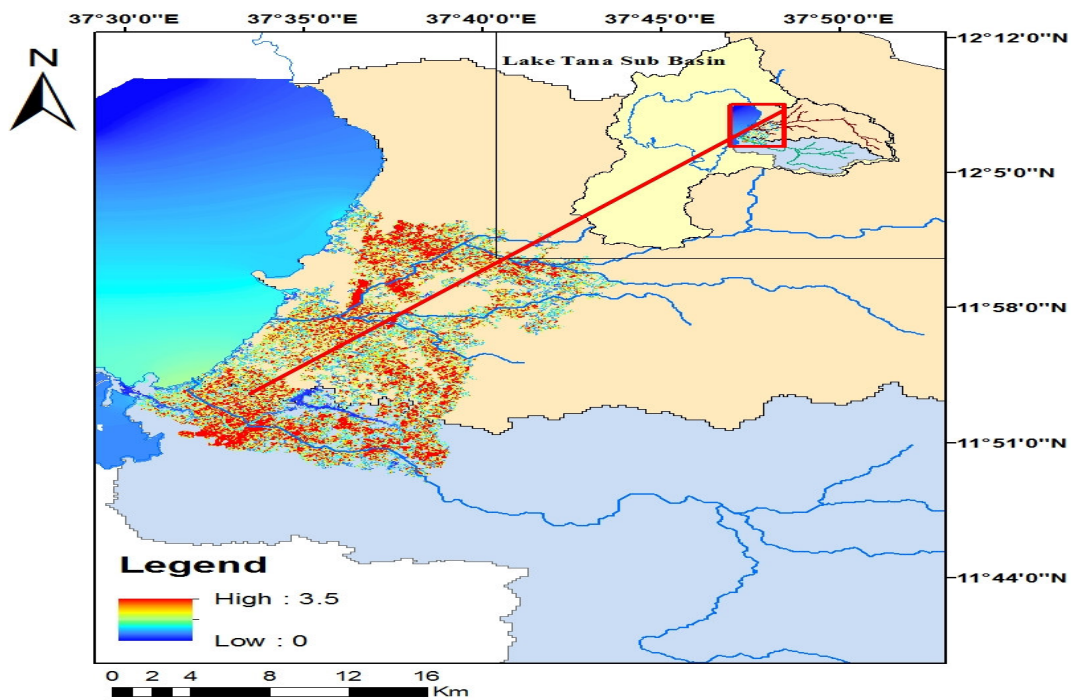 37°30'0"E 37°35'0"E 37°40'0"E 37°45'0"E 37°50'0"E
N
12°12'0"N
Lake Tana Sub Basin
12°5'0"N
11°58'0"N
11°51'0"N
11°44'0"N
Legend
High : 3.5
Low : 0
0 2 4 8 12 16
Km